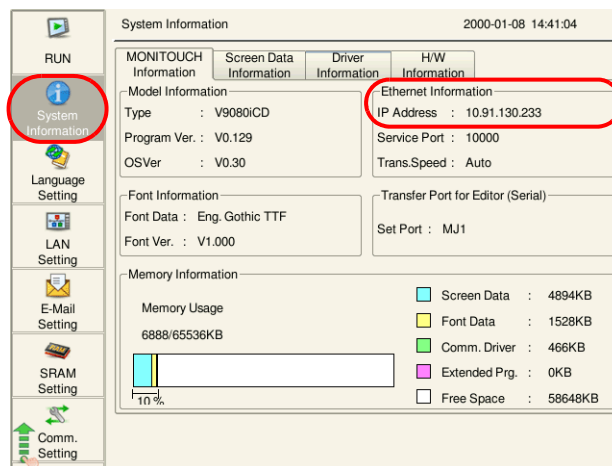 System Information 2000-01-08 14:41:04
RUN
System
Information
Language
Setting
LAN
Setting
E-Mail
Setting
SRAM
Setting
Comm.
Setting
MONITOUCH
Information
Screen Data
Information
Driver
Information
H/W
Information
Model Information
Type : V9080iCD
Program Ver. : V0.129
OSVer : V0.30
Ethernet Information
IP Address : 10.91.130.233
Service Port : 10000
Trans.Speed : Auto
Font Information
Font Data : Eng. Gothic TTF
Font Ver. : V1.000
Transfer Port for Editor (Serial)
Set Port : MJ1
Memory Information
Memory Usage
6888/65536KB
10 %
Screen Data : 4894KB
Font Data : 1528KB
Comm. Driver : 466KB
Extended Prg. : 0KB
Free Space : 58648KB